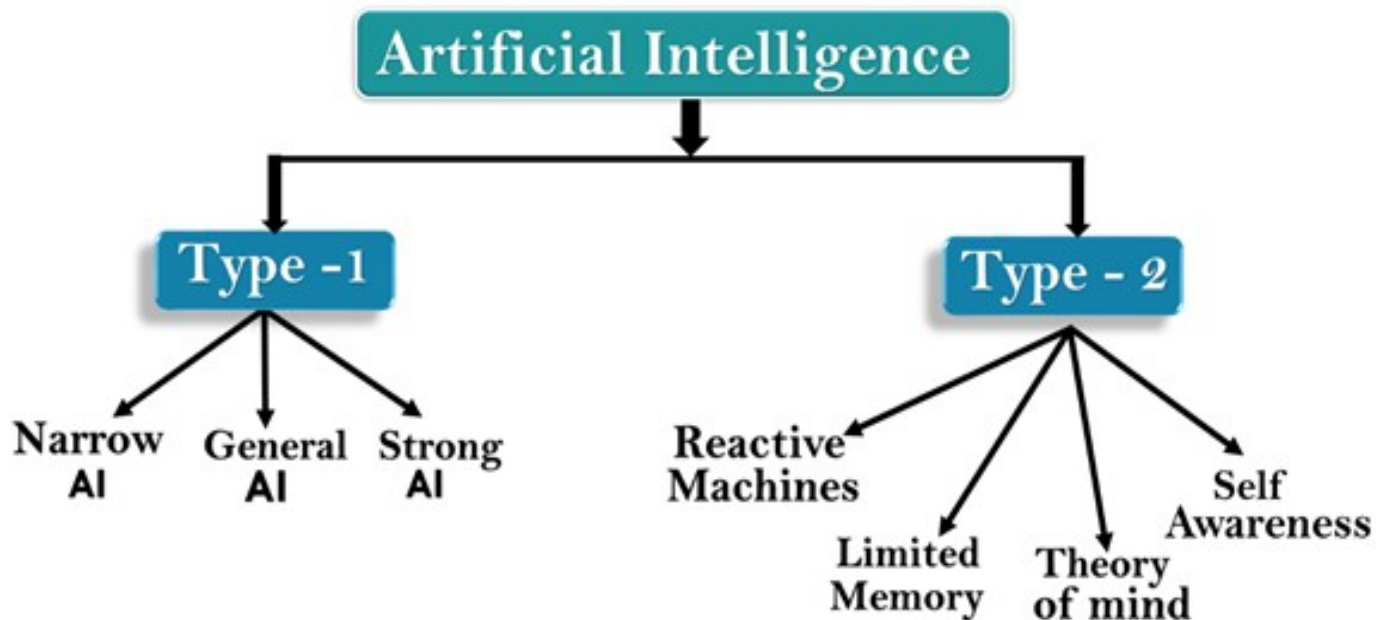 Artificial Intelligence
Type -1
Type - 2
Narrow
AI
General
AI
Strong
AI
Reactive
Machines
Limited
Memory
Theory
of mind
Self
Awareness